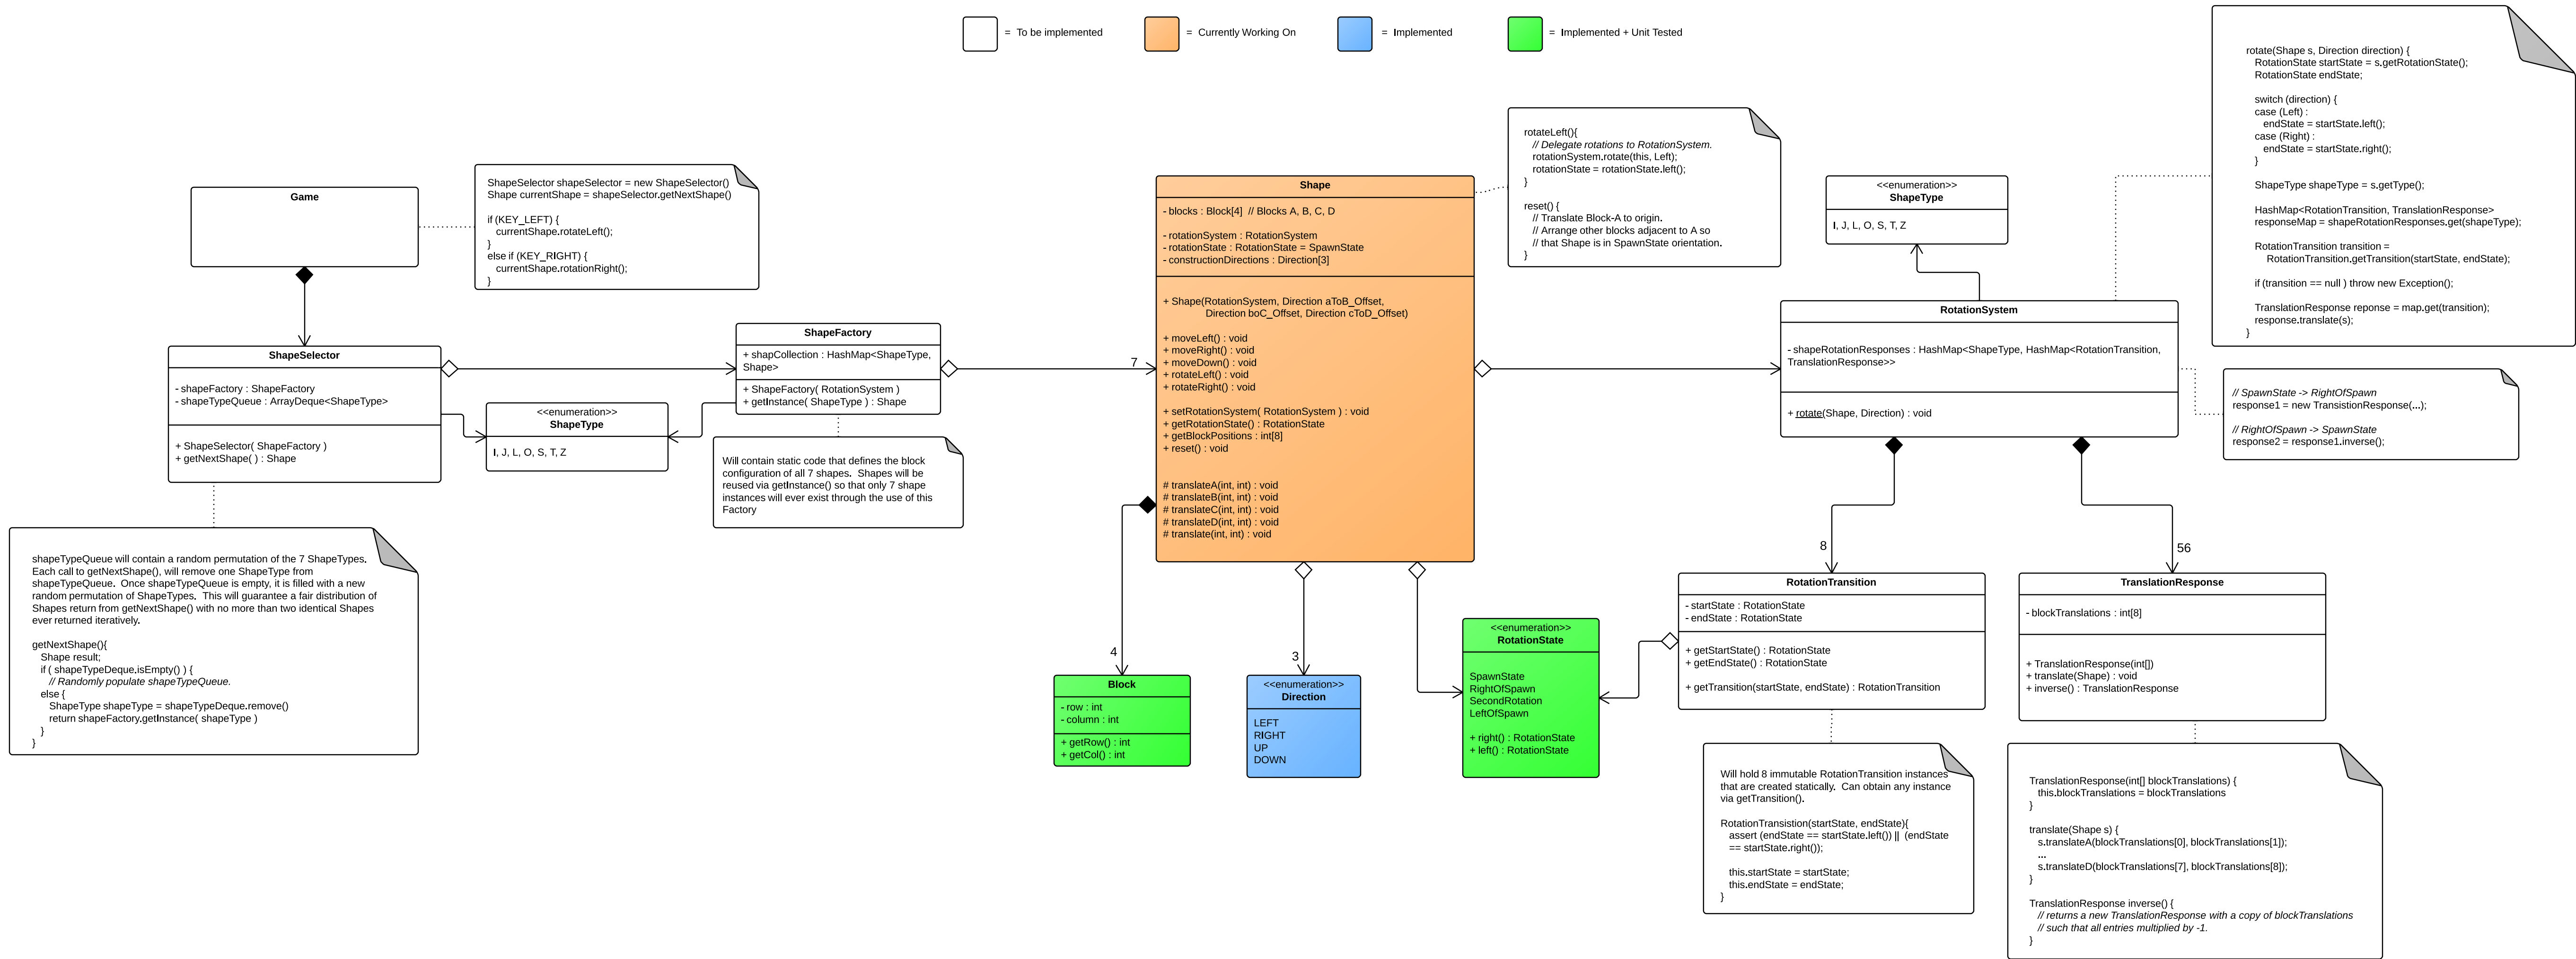 = To be implemented
= Currently Working On
= Implemented
= Implemented + Unit Tested
Game
ShapeSelector shapeSelector = new ShapeSelector()
Shape currentShape = shapeSelector.getNextShape()
if (KEY_LEFT) {
currentShape.rotateLeft();
}
else if (KEY_RIGHT) {
currentShape.rotationRight();
}
ShapeSelector
- shapeFactory : ShapeFactory
- shapeTypeQueue : ArrayDeque<ShapeType>
+ ShapeSelector( ShapeFactory )
+ getNextShape( ) : Shape
shapeTypeQueue will contain a random permutation of the 7 ShapeTypes.
Each call to getNextShape(), will remove one ShapeType from
shapeTypeQueue. Once shapeTypeQueue is empty, it is filled with a new
random permutation of ShapeTypes. This will guarantee a fair distribution of
Shapes return from getNextShape() with no more than two identical Shapes
ever returned iteratively.
getNextShape(){
Shape result;
if ( shapeTypeDeque.isEmpty() ) {
// Randomly populate shapeTypeQueue.
else {
ShapeType shapeType = shapeTypeDeque.remove()
return shapeFactory.getInstance( shapeType )
}
}
<<enumeration>>
ShapeType
I, J, L, O, S, T, Z
ShapeFactory
+ shapCollection : HashMap<ShapeType,
Shape>
+ ShapeFactory( RotationSystem )
+ getInstance( ShapeType ) : Shape
Will contain static code that defines the block
configuration of all 7 shapes. Shapes will be
reused via getInstance() so that only 7 shape
instances will ever exist through the use of this
Factory
7
Shape
- blocks : Block[4] // Blocks A, B, C, D
- rotationSystem : RotationSystem
- rotationState : RotationState = SpawnState
- constructionDirections : Direction[3]
+ Shape(RotationSystem, Direction aToB_Offset,
Direction boC_Offset, Direction cToD_Offset)
+ moveLeft() : void
+ moveRight() : void
+ moveDown() : void
+ rotateLeft() : void
+ rotateRight() : void
+ setRotationSystem( RotationSystem ) : void
+ getRotationState() : RotationState
+ getBlockPositions : int[8]
+ reset() : void
# translateA(int, int) : void
# translateB(int, int) : void
# translateC(int, int) : void
# translateD(int, int) : void
# translate(int, int) : void
rotateLeft(){
// Delegate rotations to RotationSystem.
rotationSystem.rotate(this, Left);
rotationState = rotationState.left();
}
reset() {
// Translate Block-A to origin.
// Arrange other blocks adjacent to A so
// that Shape is in SpawnState orientation.
}
4
Block
- row : int
- column : int
+ getRow() : int
+ getCol() : int
3
<<enumeration>>
Direction
LEFT
RIGHT
UP
DOWN
<<enumeration>>
RotationState
SpawnState
RightOfSpawn
SecondRotation
LeftOfSpawn
+ right() : RotationState
+ left() : RotationState
<<enumeration>>
ShapeType
I, J, L, O, S, T, Z
RotationSystem
- shapeRotationResponses : HashMap<ShapeType, HashMap<RotationTransition,
TranslationResponse>>
+ rotate(Shape, Direction) : void
rotate(Shape s, Direction direction) {
RotationState startState = s.getRotationState();
RotationState endState;
switch (direction) {
case (Left) :
endState = startState.left();
case (Right) :
endState = startState.right();
}
ShapeType shapeType = s.getType();
HashMap<RotationTransition, TranslationResponse>
responseMap = shapeRotationResponses.get(shapeType);
RotationTransition transition =
RotationTransition.getTransition(startState, endState);
if (transition == null ) throw new Exception();
TranslationResponse reponse = map.get(transition);
response.translate(s);
}
// SpawnState -> RightOfSpawn
response1 = new TransistionResponse(...);
// RightOfSpawn -> SpawnState
response2 = response1.inverse();
8
RotationTransition
- startState : RotationState
- endState : RotationState
+ getStartState() : RotationState
+ getEndState() : RotationState
+ getTransition(startState, endState) : RotationTransition
Will hold 8 immutable RotationTransition instances
that are created statically. Can obtain any instance
via getTransition().
RotationTransistion(startState, endState){
assert (endState == startState.left()) || (endState
== startState.right());
this.startState = startState;
this.endState = endState;
}
56
TranslationResponse
- blockTranslations : int[8]
+ TranslationResponse(int[])
+ translate(Shape) : void
+ inverse() : TranslationResponse
TranslationResponse(int[] blockTranslations) {
this.blockTranslations = blockTranslations
}
translate(Shape s) {
s.translateA(blockTranslations[0], blockTranslations[1]);
...
s.translateD(blockTranslations[7], blockTranslations[8]);
}
TranslationResponse inverse() {
// returns a new TranslationResponse with a copy of blockTranslations
// such that all entries multiplied by -1.
}